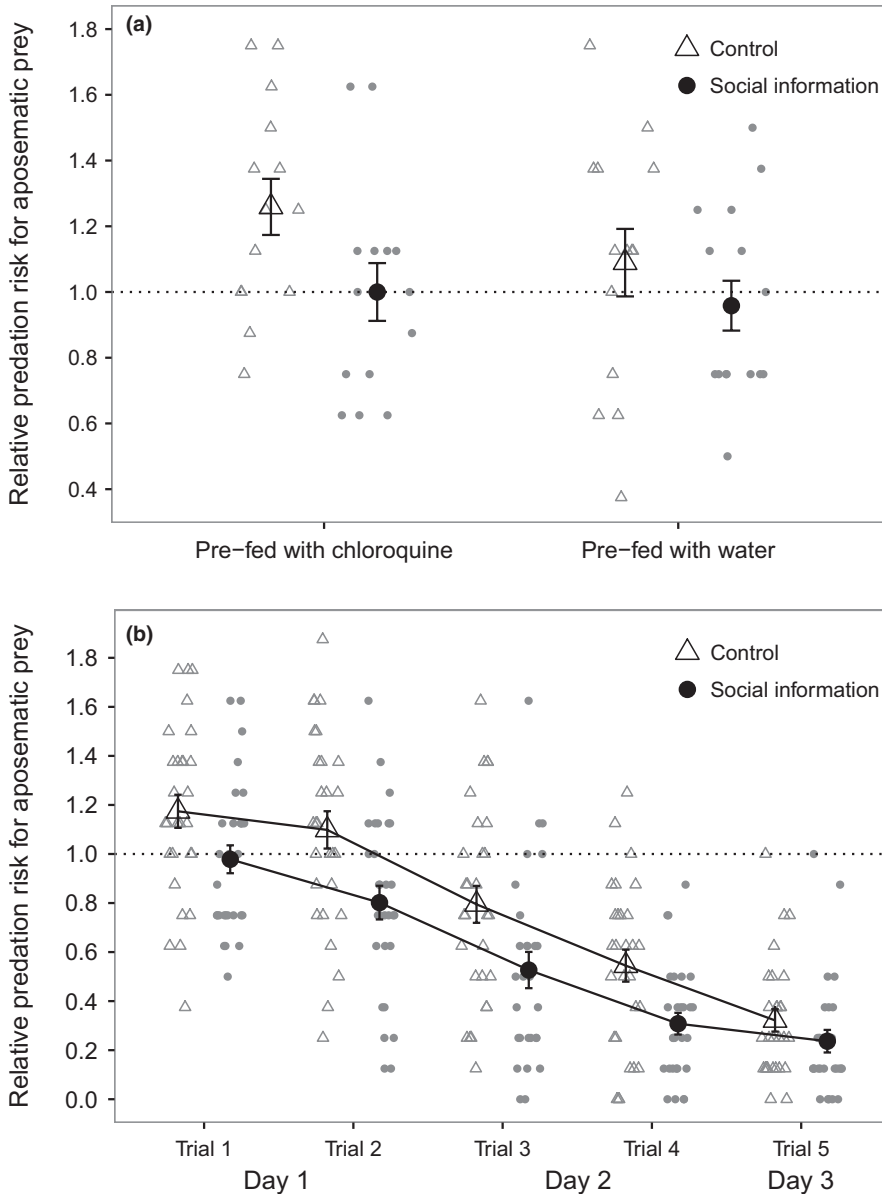 (a)
Relative predation risk for aposematic prey
1.8
1.6
1.4
1.2
1.0
0.8
0.6
0.4
Control
Social information
Pre−fed with chloroquine
Pre−fed with water
(b)
Relative predation risk for aposematic prey
1.8
1.6
1.4
1.2
1.0
0.8
0.6
0.4
0.2
0.0
Control
Social information
Trial 1
Trial 2
Trial 3
Trial 4
Trial 5
Day 1
Day 2
Day 3